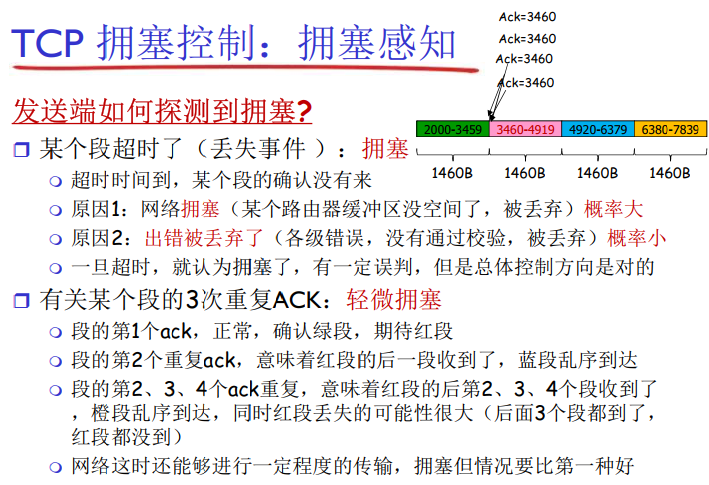 TCP 拥塞控制：拥塞感知
Ack=3460
Ack=3460
Ack=3460
Ack=3460
2000-3459 3460-4919 4920-6379 6380-7839
1460B 1460B 1460B 1460B
发送端如何探测到拥塞?
某个段超时了（丢失事件 ）：拥塞
超时时间到，某个段的确认没有来
原因1：网络拥塞（某个路由器缓冲区没空间了，被丢弃）概率大
原因2：出错被丢弃了（各级错误，没有通过校验，被丢弃）概率小
一旦超时，就认为拥塞了，有一定误判，但是总体控制方向是对的
有关某个段的3次重复ACK：轻微拥塞
段的第1个ack，正常，确认绿段，期待红段
段的第2个重复ack，意味着红段的后一段收到了，蓝段乱序到达
段的第2、3、4个ack重复，意味着红段的后第2、3、4个段收到了
，橙段乱序到达，同时红段丢失的可能性很大（后面3个段都到了，
红段都没到）
网络这时还能够进行一定程度的传输，拥塞但情况要比第一种好